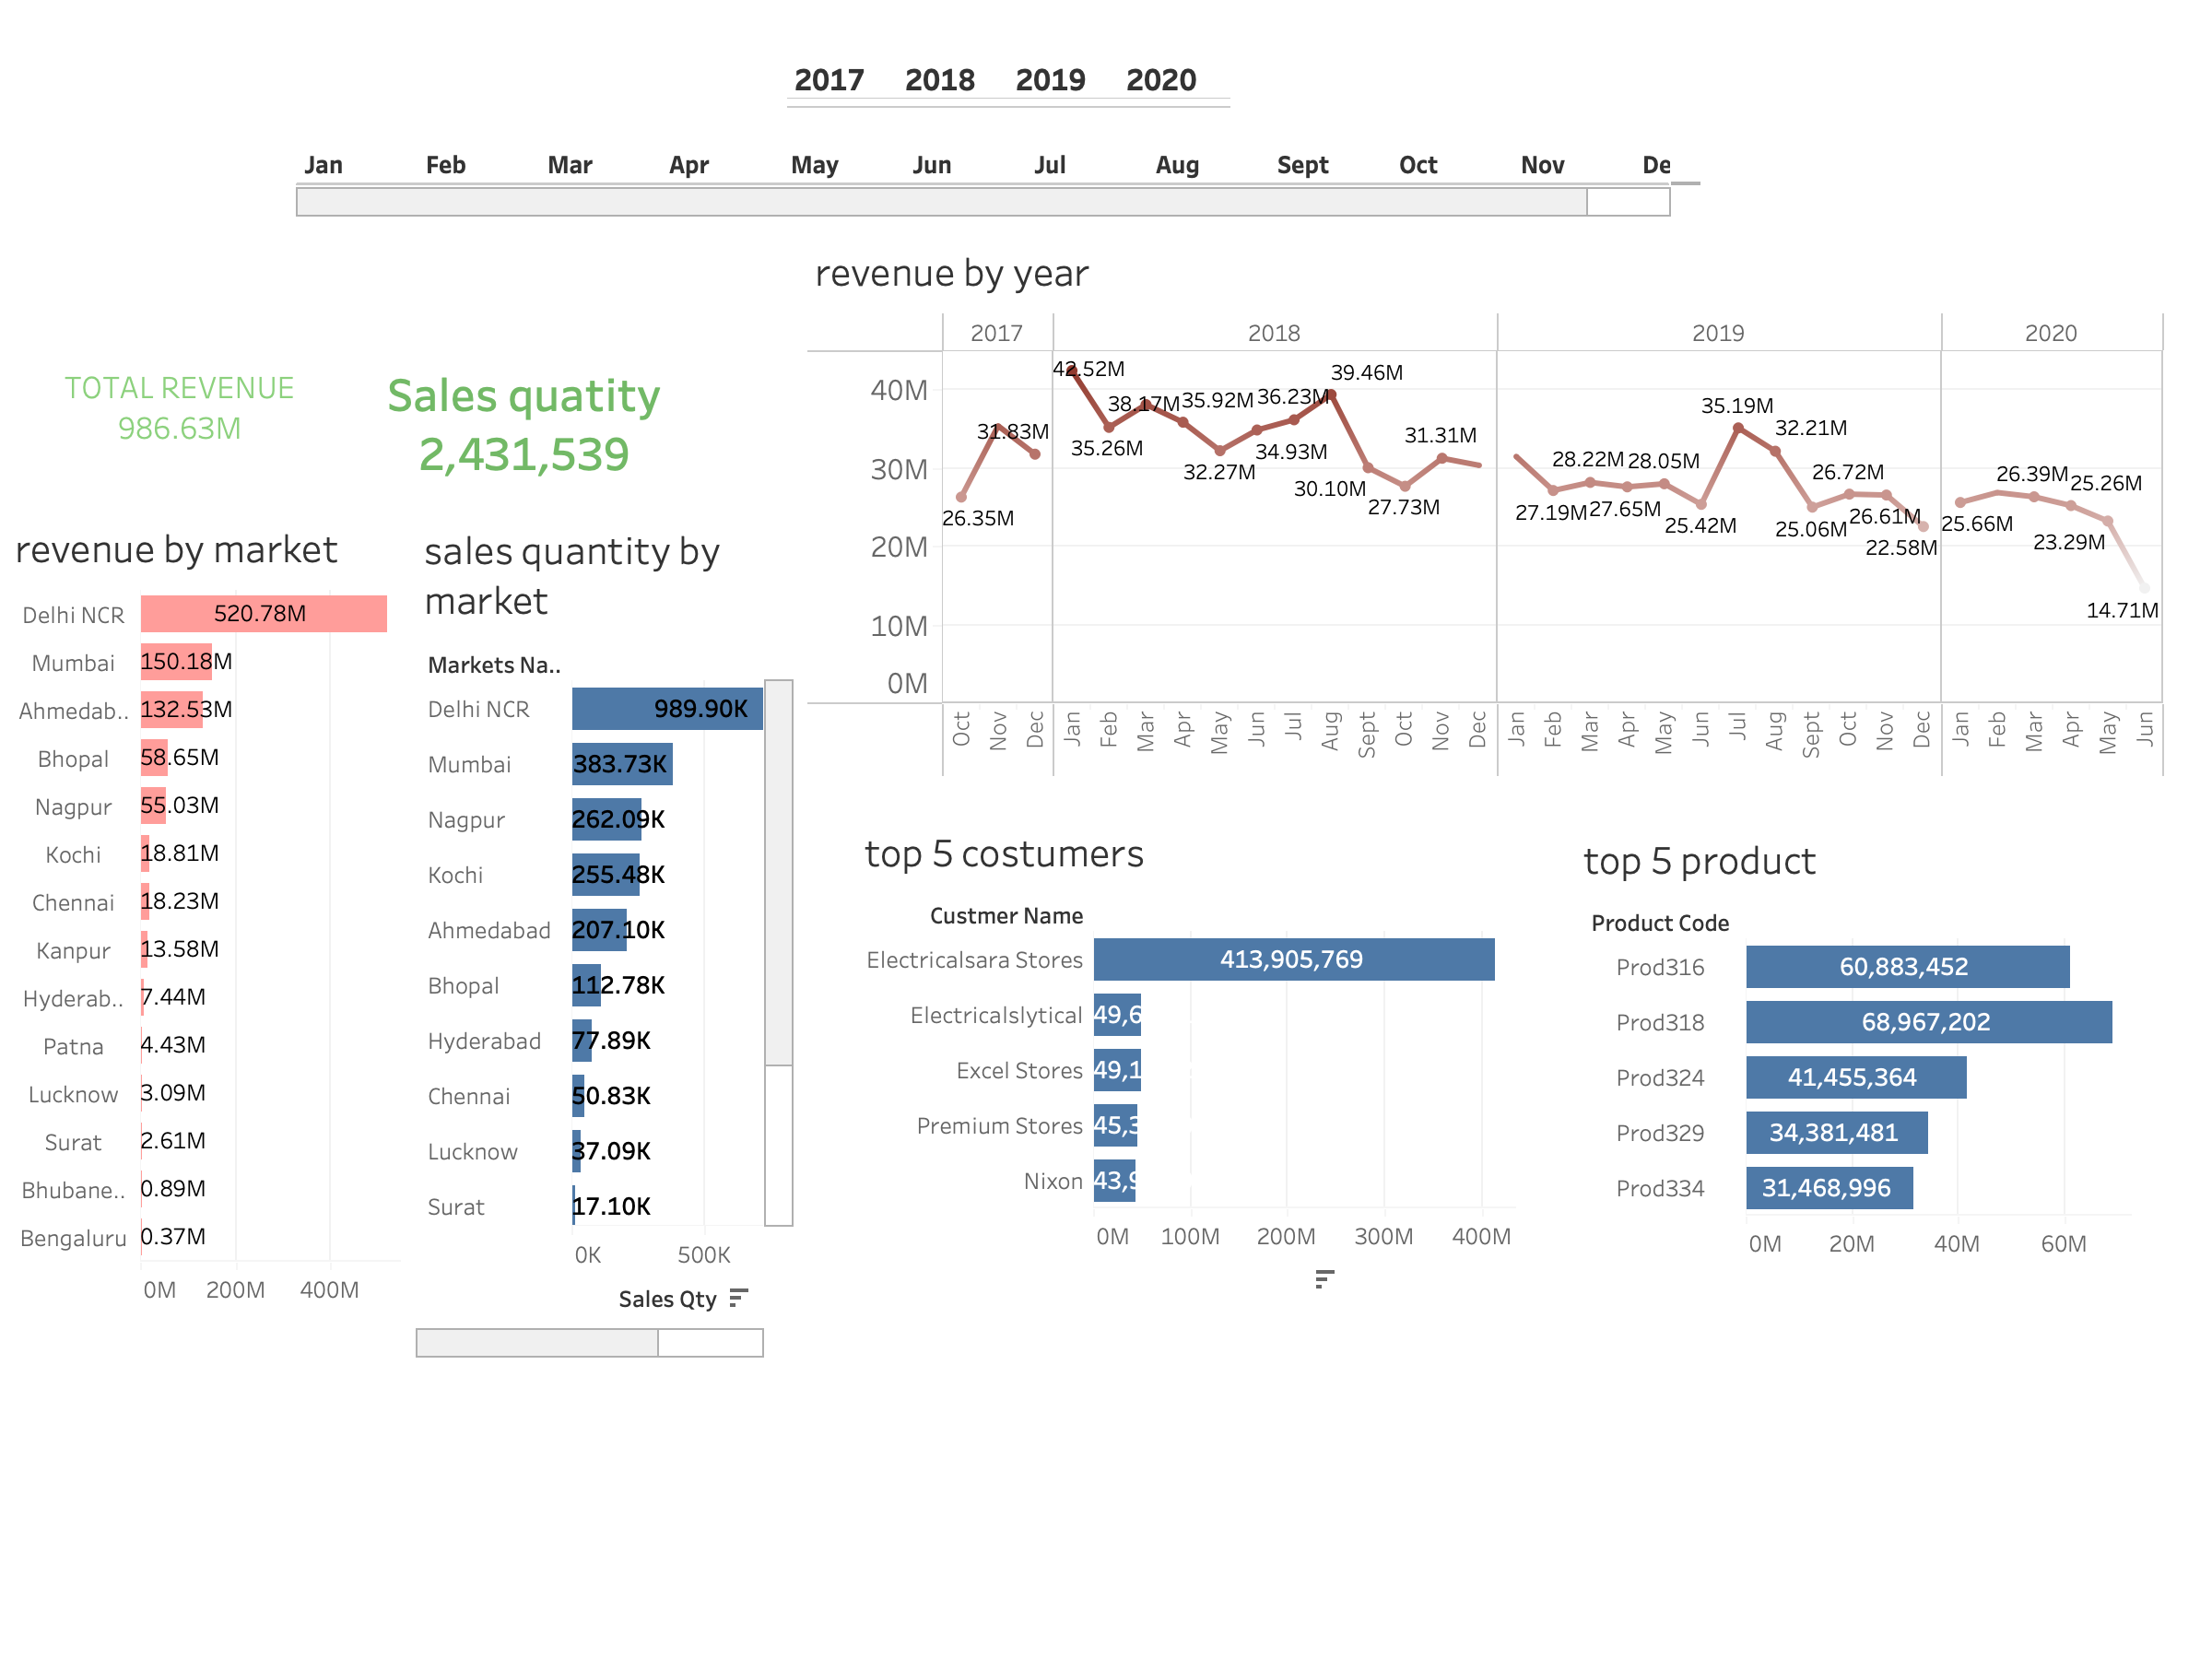 2017 2018 2019 2020
Jan Feb Mar Apr May Jun Jul Aug Sept Oct Nov De
TOTAL REVENUE
986.63M
Sales quatity
2,431,539
revenue by year
2017 2018 2019 2020
40M
30M
20M
10M
0M
26.35M
31.83M
42.52M
35.26M
38.17M
35.92M
32.27M
34.93M
36.23M
39.46M
30.10M
27.73M
31.31M
27.19M
28.22M
27.65M
28.05M
25.42M
35.19M
32.21M
25.06M
26.72M
26.61M
22.58M
25.66M
26.39M
25.26M
23.29M
14.71M
Oct Nov Dec Jan Feb Mar Apr May Jun Jul Aug Sept Oct Nov Dec Jan Feb Mar Apr May Jun Jul Aug Sept Oct Nov Dec Jan Feb Mar Apr May Jun
revenue by market
Delhi NCR 520.78M
Mumbai 150.18M
Ahmedab.. 132.53M
Bhopal 58.65M
Nagpur 55.03M
Kochi 18.81M
Chennai 18.23M
Kanpur 13.58M
Hyderab.. 7.44M
Patna 4.43M
Lucknow 3.09M
Surat 2.61M
Bhubane.. 0.89M
Bengaluru 0.37M
0M 200M 400M
sales quantity by
market
Markets Na..
Delhi NCR 989.90K
Mumbai 383.73K
Nagpur 262.09K
Kochi 255.48K
Ahmedabad 207.10K
Bhopal 112.78K
Hyderabad 77.89K
Chennai 50.83K
Lucknow 37.09K
Surat 17.10K
0K 500K
Sales Qty
top 5 costumers
Custmer Name
Electricalsara Stores 413,905,769
Electricalslytical 49,6
Excel Stores 49,1
Premium Stores 45,3
Nixon 43,9
0M 100M 200M 300M 400M
top 5 product
Product Code
Prod316 60,883,452
Prod318 68,967,202
Prod324 41,455,364
Prod329 34,381,481
Prod334 31,468,996
0M 20M 40M 60M